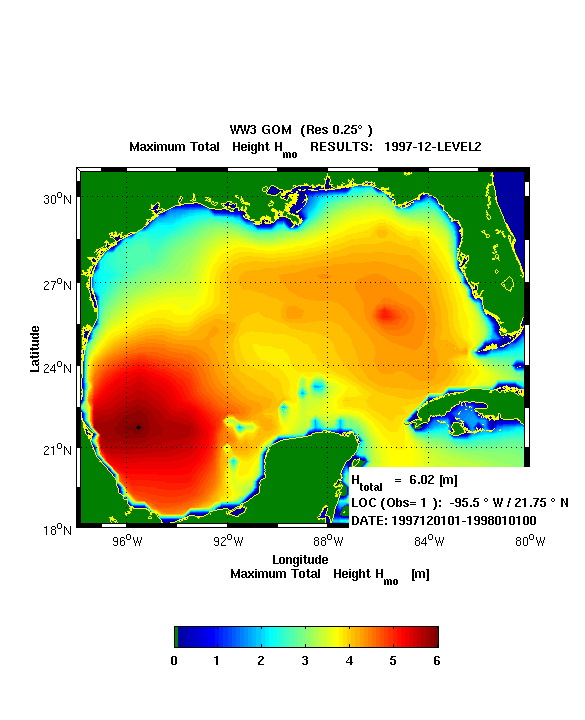 WW3 GOM (Res 0.25° )
Maximum Total Height Hmo RESULTS: 1997-12-LEVEL2
30°N
27°N
24°N
21°N
18°N
Latitude
96°W 92°W 88°W 84°W 80°W
Longitude
Htotal = 6.02 [m]
LOC (Obs= 1 ): -95.5 ° W / 21.75 ° N
DATE: 1997120101-1998010100
Maximum Total Height Hmo [m]
0 1 2 3 4 5 6